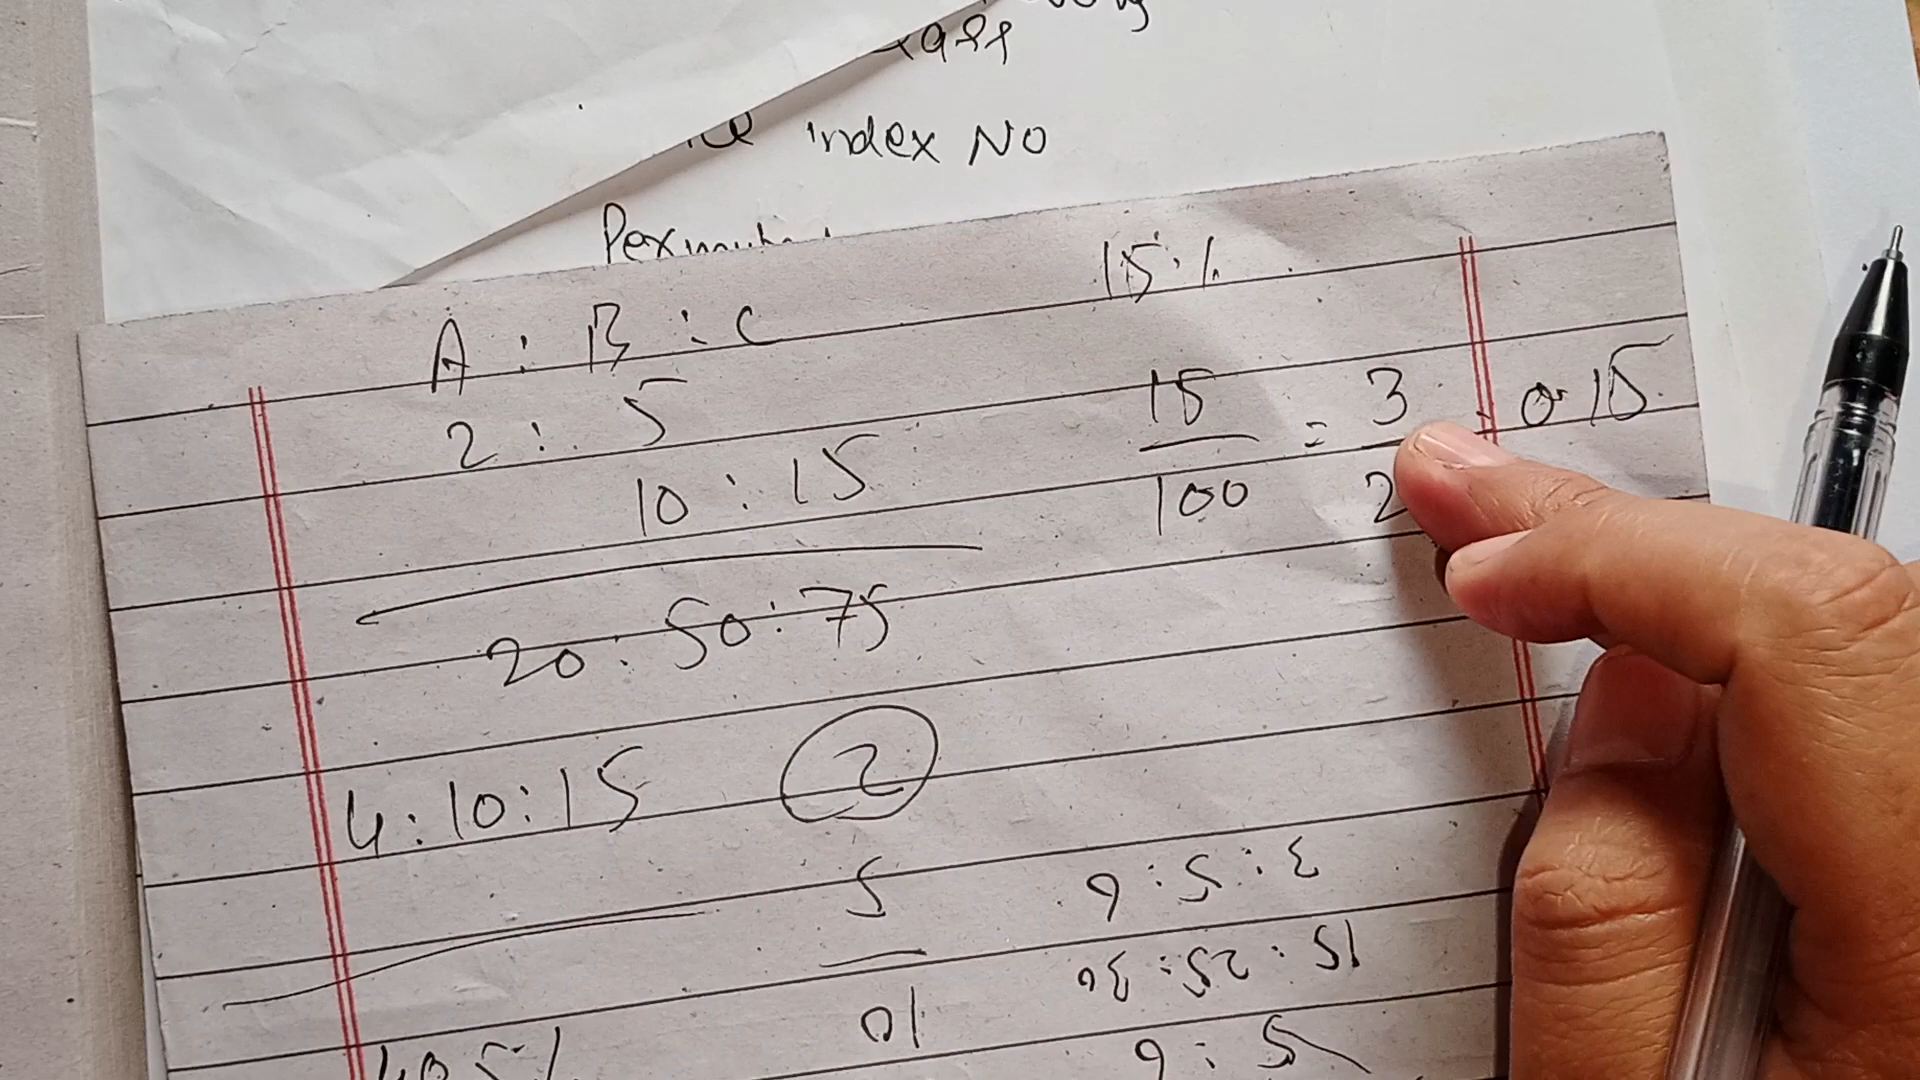 index NO
15%
A : B : C
2 : 5
10 : 15
15/100 = 3/2 = 0.15
20 : 50 : 75
4 : 10 : 15
2
5
10
3 : 5 : 6
15 : 25 : 30
5 : 6